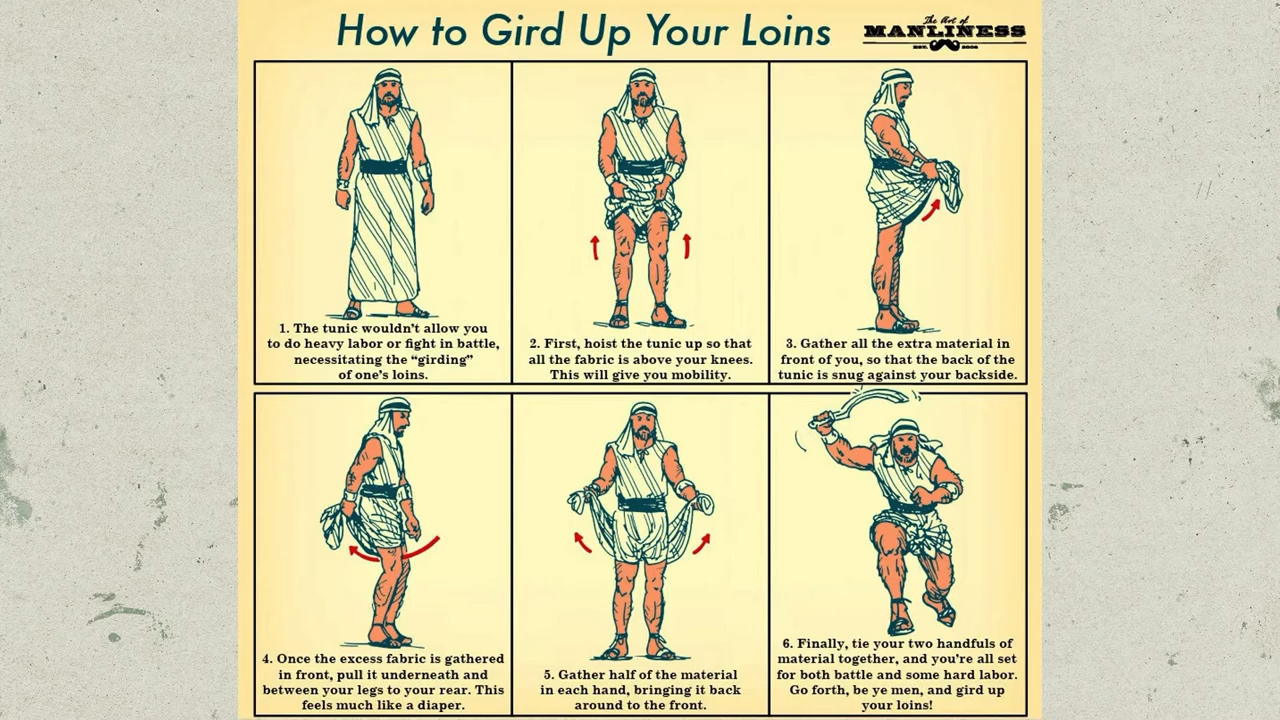 How to Gird Up Your Loins
The Art of
MANLINESS
EST. 2008
1. The tunic wouldn't allow you
to do heavy labor or fight in battle,
necessitating the “girding”
of one's loins.
2. First, hoist the tunic up so that
all the fabric is above your knees.
This will give you mobility.
3. Gather all the extra material in
front of you, so that the back of the
tunic is snug against your backside.
4. Once the excess fabric is gathered
in front, pull it underneath and
between your legs to your rear. This
feels much like a diaper.
5. Gather half of the material
in each hand, bringing it back
around to the front.
6. Finally, tie your two handfuls of
material together, and you're all set
for both battle and some hard labor.
Go forth, be ye men, and gird up
your loins!